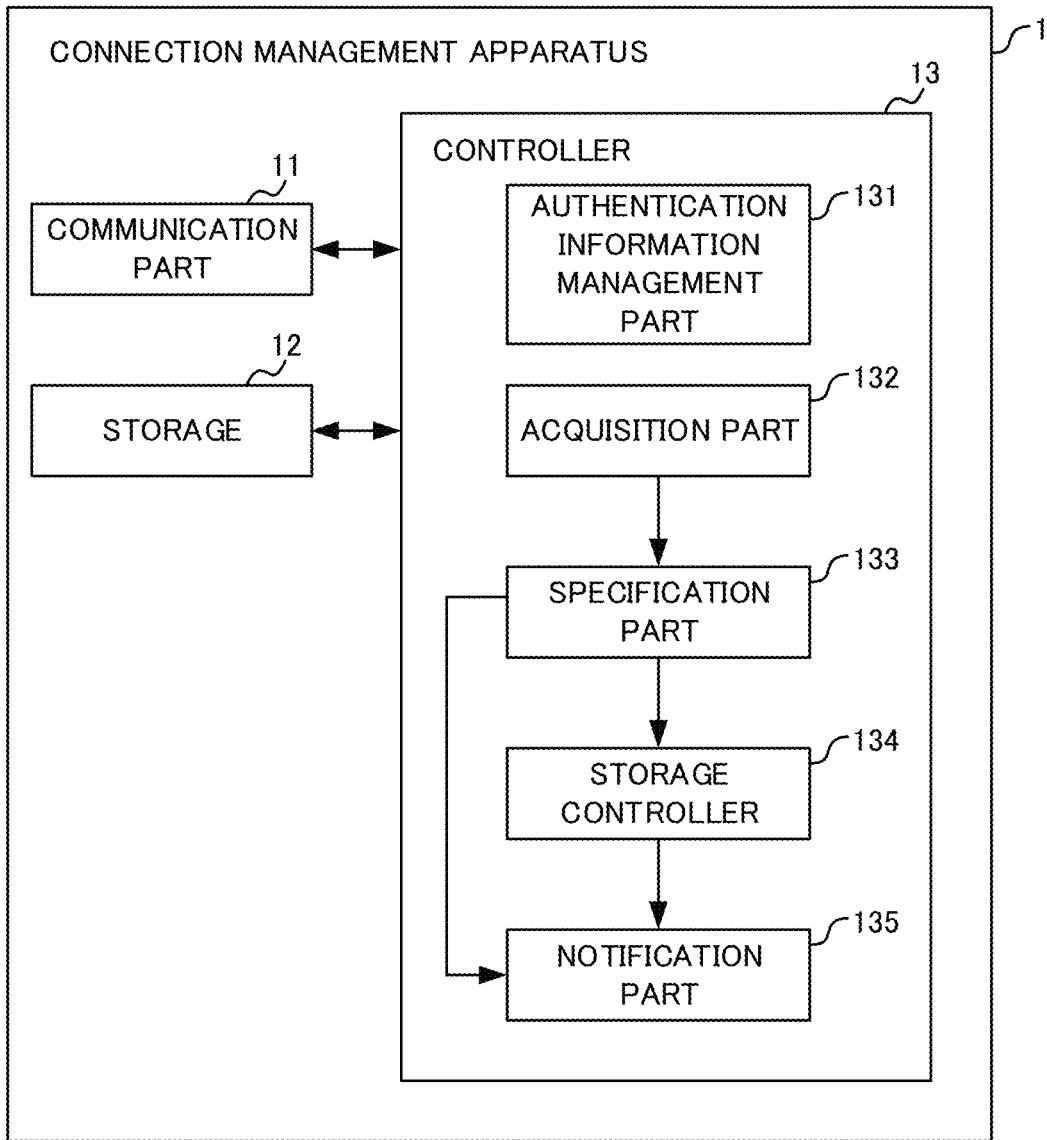 1
CONNECTION MANAGEMENT APPARATUS
13
CONTROLLER
11
COMMUNICATION
PART
131
AUTHENTICATION
INFORMATION
MANAGEMENT
PART
12
STORAGE
132
ACQUISITION PART
133
SPECIFICATION
PART
134
STORAGE
CONTROLLER
135
NOTIFICATION
PART